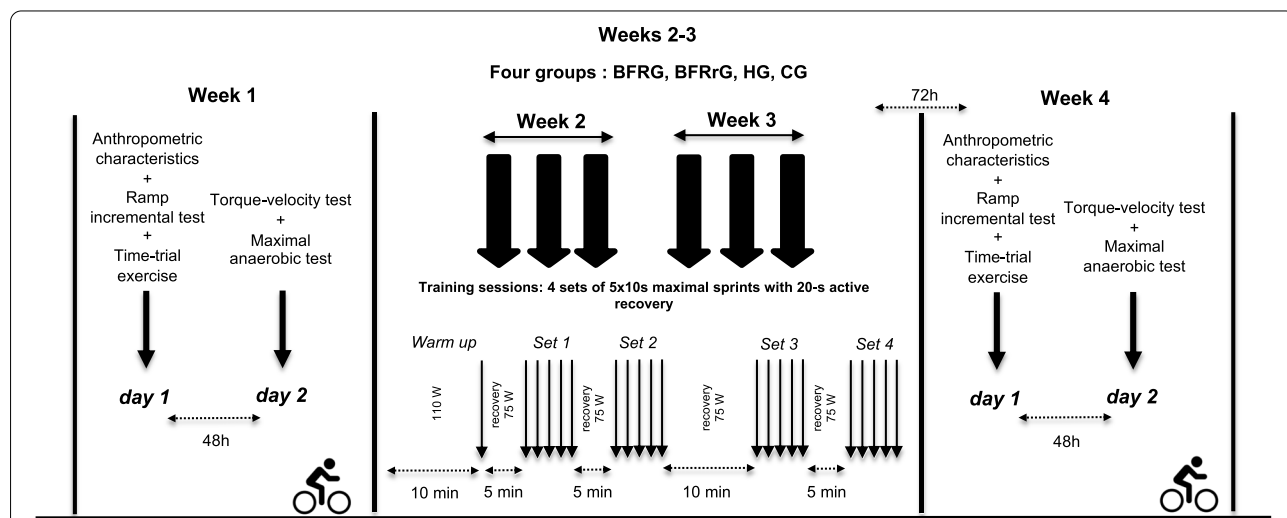 Weeks 2-3
Four groups : BFRG, BFRrG, HG, CG
Week 1
Anthropometric
characteristics
+
Ramp
incremental test
+
Time-trial
exercise
Torque-velocity test
+
Maximal
anaerobic test
day 1
day 2
48h
Week 2
Week 3
Training sessions: 4 sets of 5x10s maximal sprints with 20-s active
recovery
Warm up
Set 1
Set 2
Set 3
Set 4
110 W
recovery
75 W
recovery
75 W
recovery
75 W
recovery
75 W
10 min
5 min
5 min
10 min
5 min
72h
Week 4
Anthropometric
characteristics
+
Ramp
incremental test
+
Time-trial
exercise
Torque-velocity test
+
Maximal
anaerobic test
day 1
day 2
48h